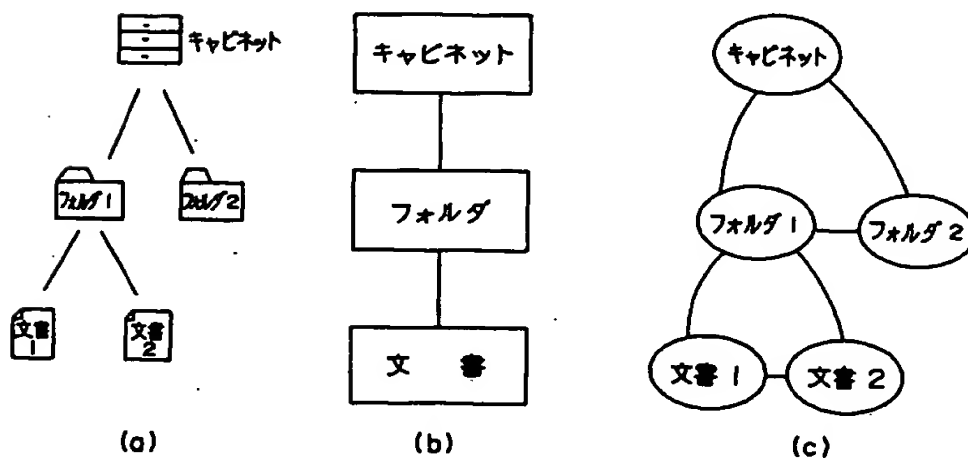 キャビネット
フォルダ1
フォルダ2
文書
1
文書
2
(a)
キャビネット
フォルダ
文 書
(b)
キャビネット
フォルダ 1
フォルダ 2
文書 1
文書 2
(c)